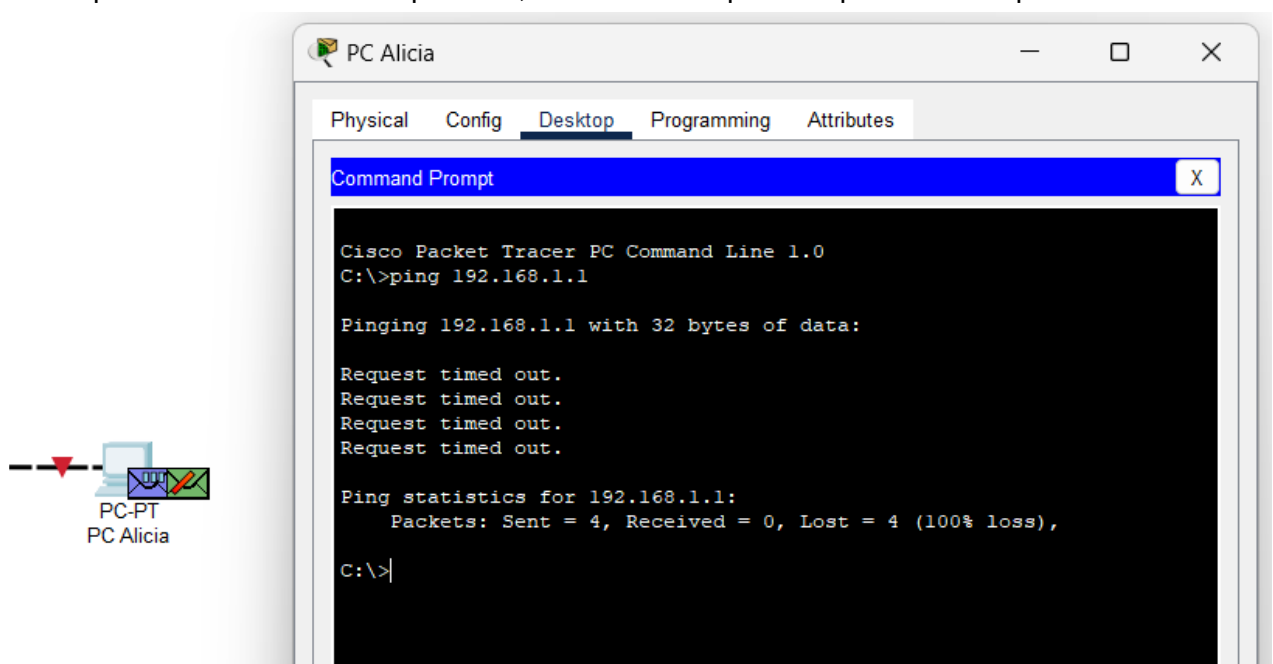 PC Alicia
Physical Config Desktop Programming Attributes
Command Prompt
X
Cisco Packet Tracer PC Command Line 1.0
C:\>ping 192.168.1.1
Pinging 192.168.1.1 with 32 bytes of data:
Request timed out.
Request timed out.
Request timed out.
Request timed out.
Ping statistics for 192.168.1.1:
Packets: Sent = 4, Received = 0, Lost = 4 (100% loss),
C:\>
PC-PT
PC Alicia